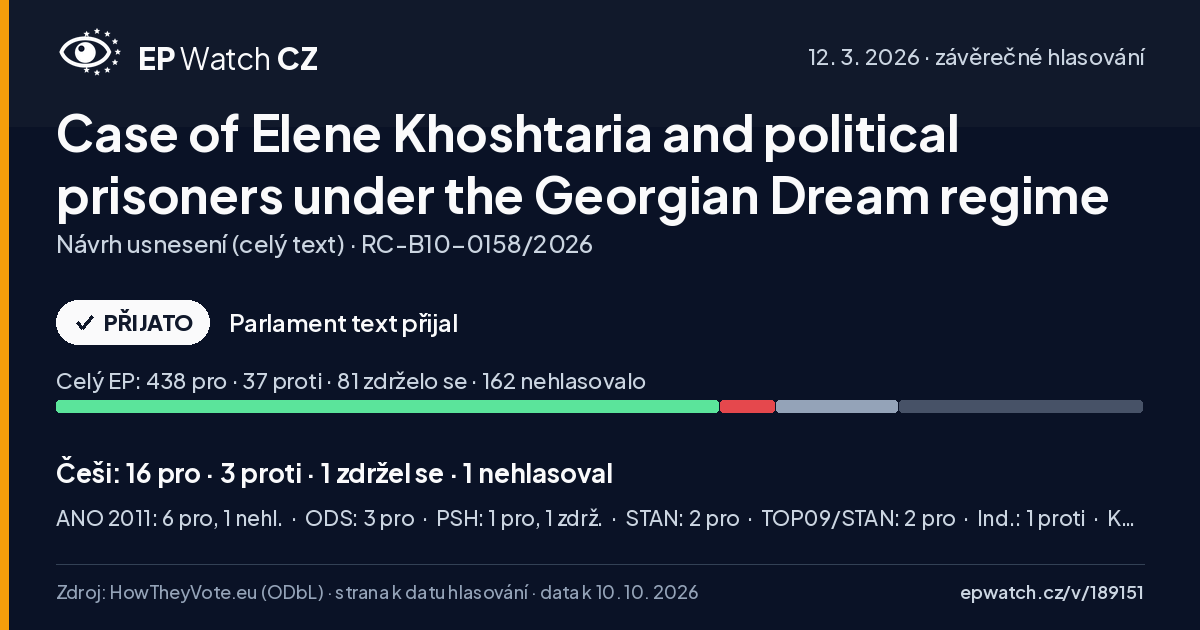 EP Watch CZ
12. 3. 2026 · závěrečné hlasování
Case of Elene Khoshtaria and political
prisoners under the Georgian Dream regime
Návrh usnesení (celý text) · RC-B10-0158/2026
✓ PŘIJATO
Parlament text přijal
Celý EP: 438 pro · 37 proti · 81 zdrželo se · 162 nehlasovalo
Češi: 16 pro · 3 proti · 1 zdržel se · 1 nehlasoval
ANO 2011: 6 pro, 1 nehl. · ODS: 3 pro · PSH: 1 pro, 1 zdrž. · STAN: 2 pro · TOP09/STAN: 2 pro · Ind.: 1 proti · K…
Zdroj: HowTheyVote.eu (ODbL) · strana k datu hlasování · data k 10. 10. 2026
epwatch.cz/v/189151